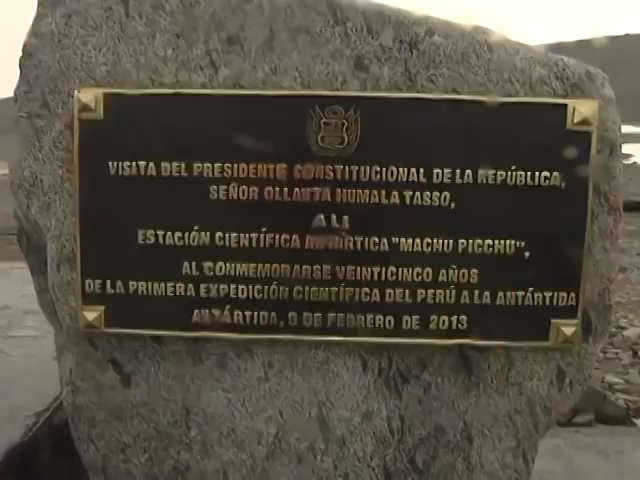 VISITA DEL PRESIDENTE CONSTITUCIONAL DE LA REPÚBLICA,
SEÑOR OLLANTA HUMALA TASSO,
A LA
ESTACIÓN CIENTÍFICA ANTÁRTICA "MACHU PICCHU",
AL CONMEMORARSE VEINTICINCO AÑOS
DE LA PRIMERA EXPEDICIÓN CIENTÍFICA DEL PERÚ A LA ANTÁRTIDA
ANTÁRTIDA, DE FEBRERO DE 2013